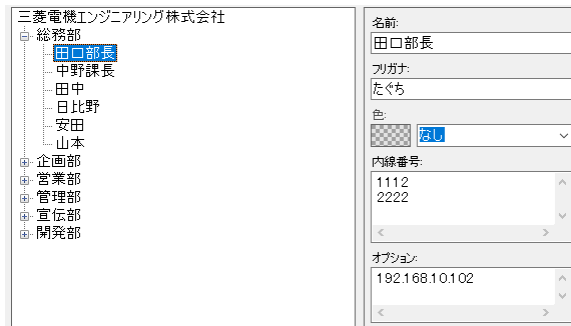 三菱電機エンジニアリング株式会社
総務部
田口部長
中野課長
田中
日比野
安田
山本
企画部
営業部
管理部
宣伝部
開発部
名前:
田口部長
フリガナ:
たぐち
色:
なし
内線番号:
1112
2222
オプション:
192.168.10.102